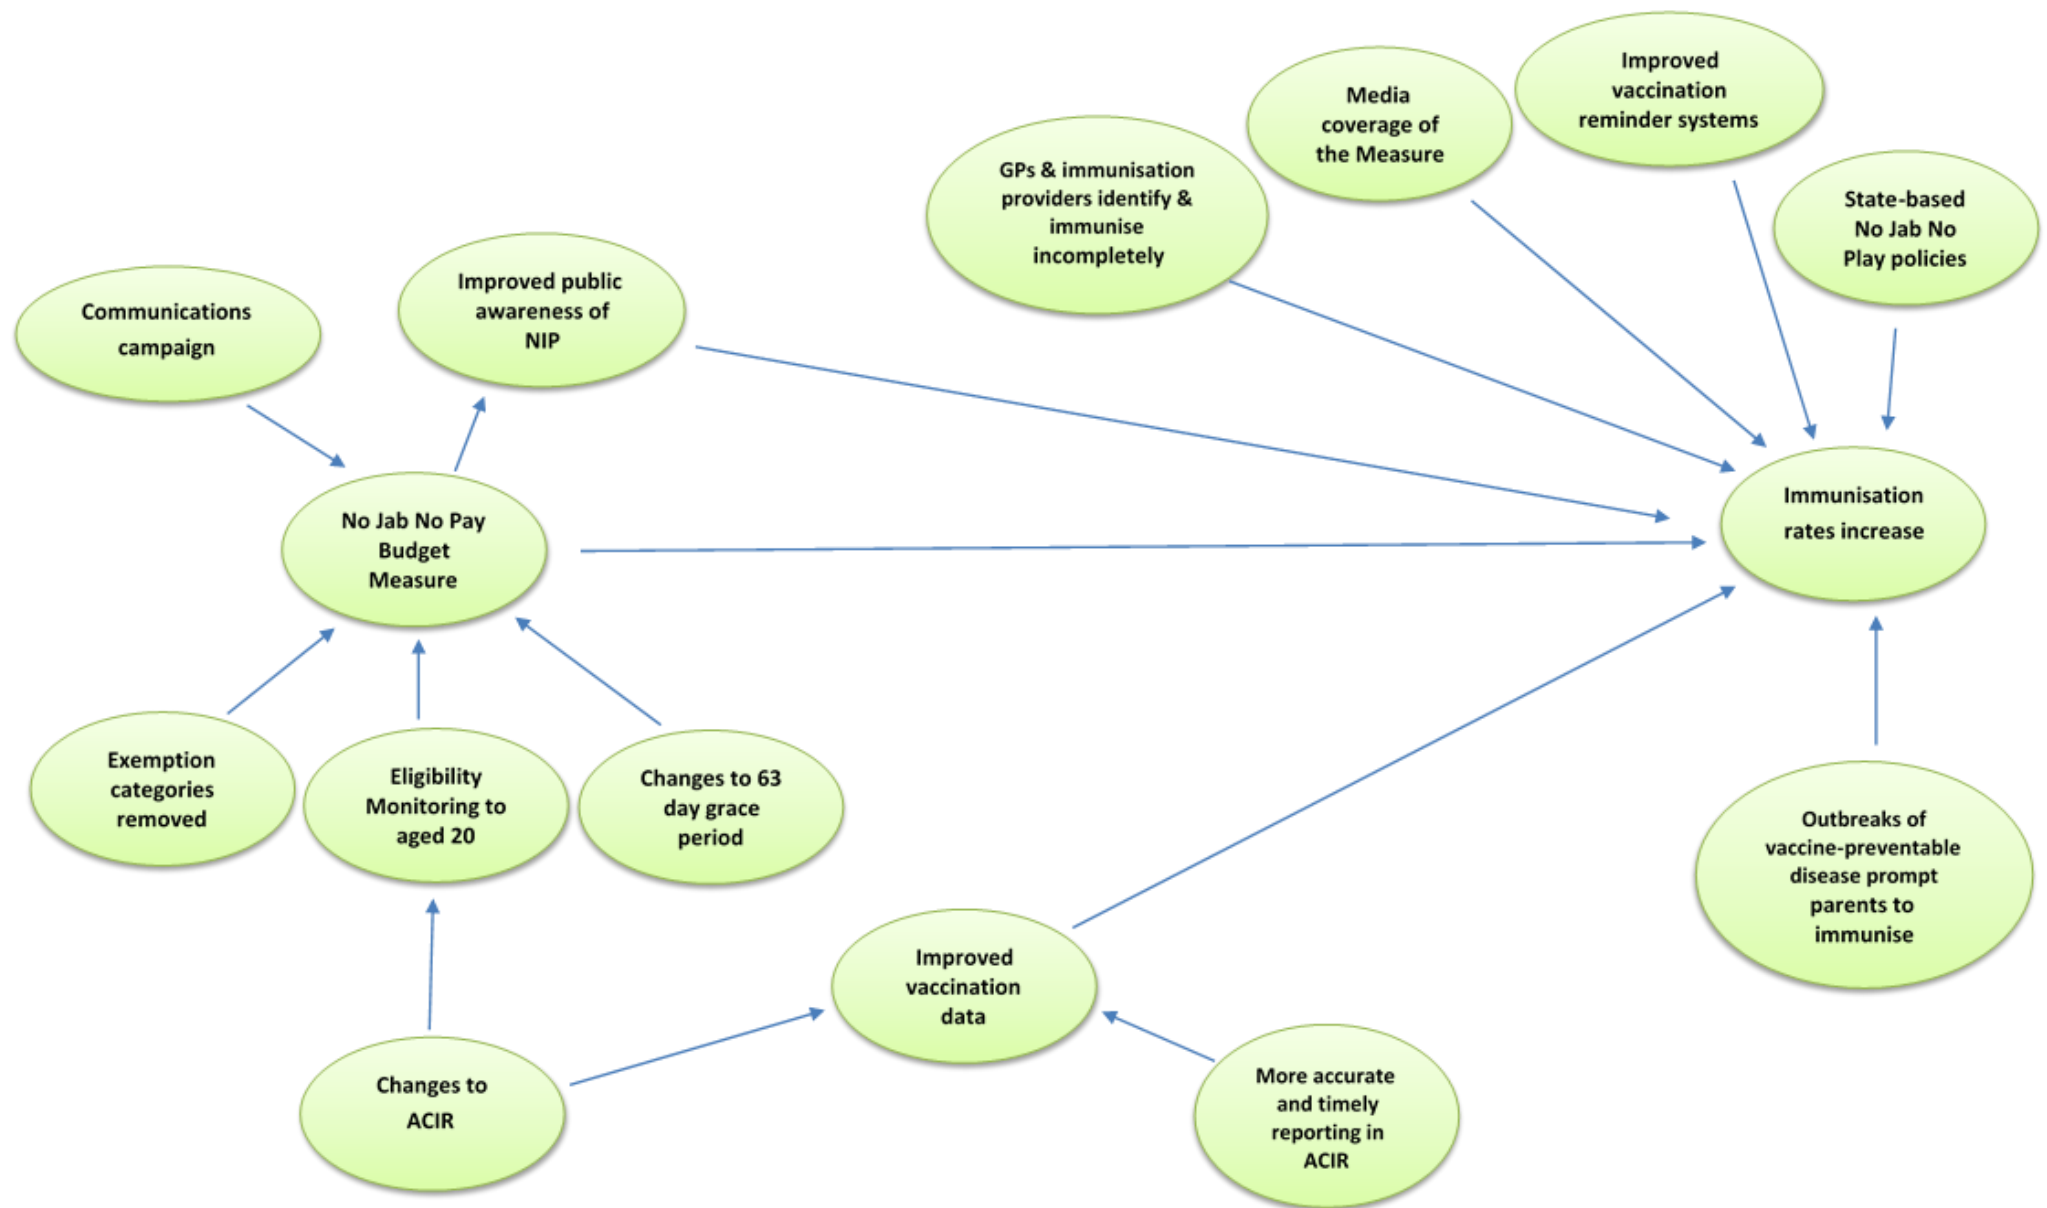 Improved
vaccination
reminder systems
Media
coverage of
the Measure
GPs & immunisation
providers identify &
immunise
incompletely
State-based
No Jab No
Play policies
Improved public
awareness of
NIP
Communications
campaign
No Jab No Pay
Budget
Measure
Immunisation
rates increase
Exemption
categories
removed
Eligibility
Monitoring to
aged 20
Changes to 63
day grace
period
Outbreaks of
vaccine-preventable
disease prompt
parents to
immunise
Improved
vaccination
data
Changes to
ACIR
More accurate
and timely
reporting in
ACIR